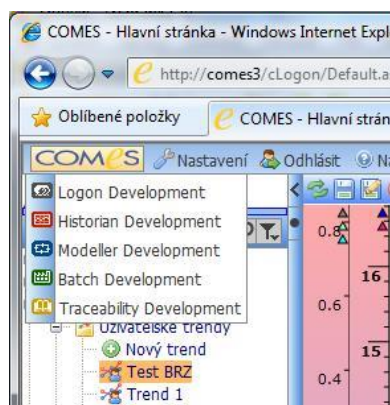 COMES - Hlavní stránka - Windows Internet Expl
http://comes3/cLogon/Default.a
Oblíbené položky
COMES - Hlavní strán
COMES Nastavení Odhlásit
Logon Development
Historian Development
Modeller Development
Batch Development
Traceability Development
Uživatelské trendy
Nový trend
Test BRZ
Trend 1
0.8
16
0.6
15
0.4